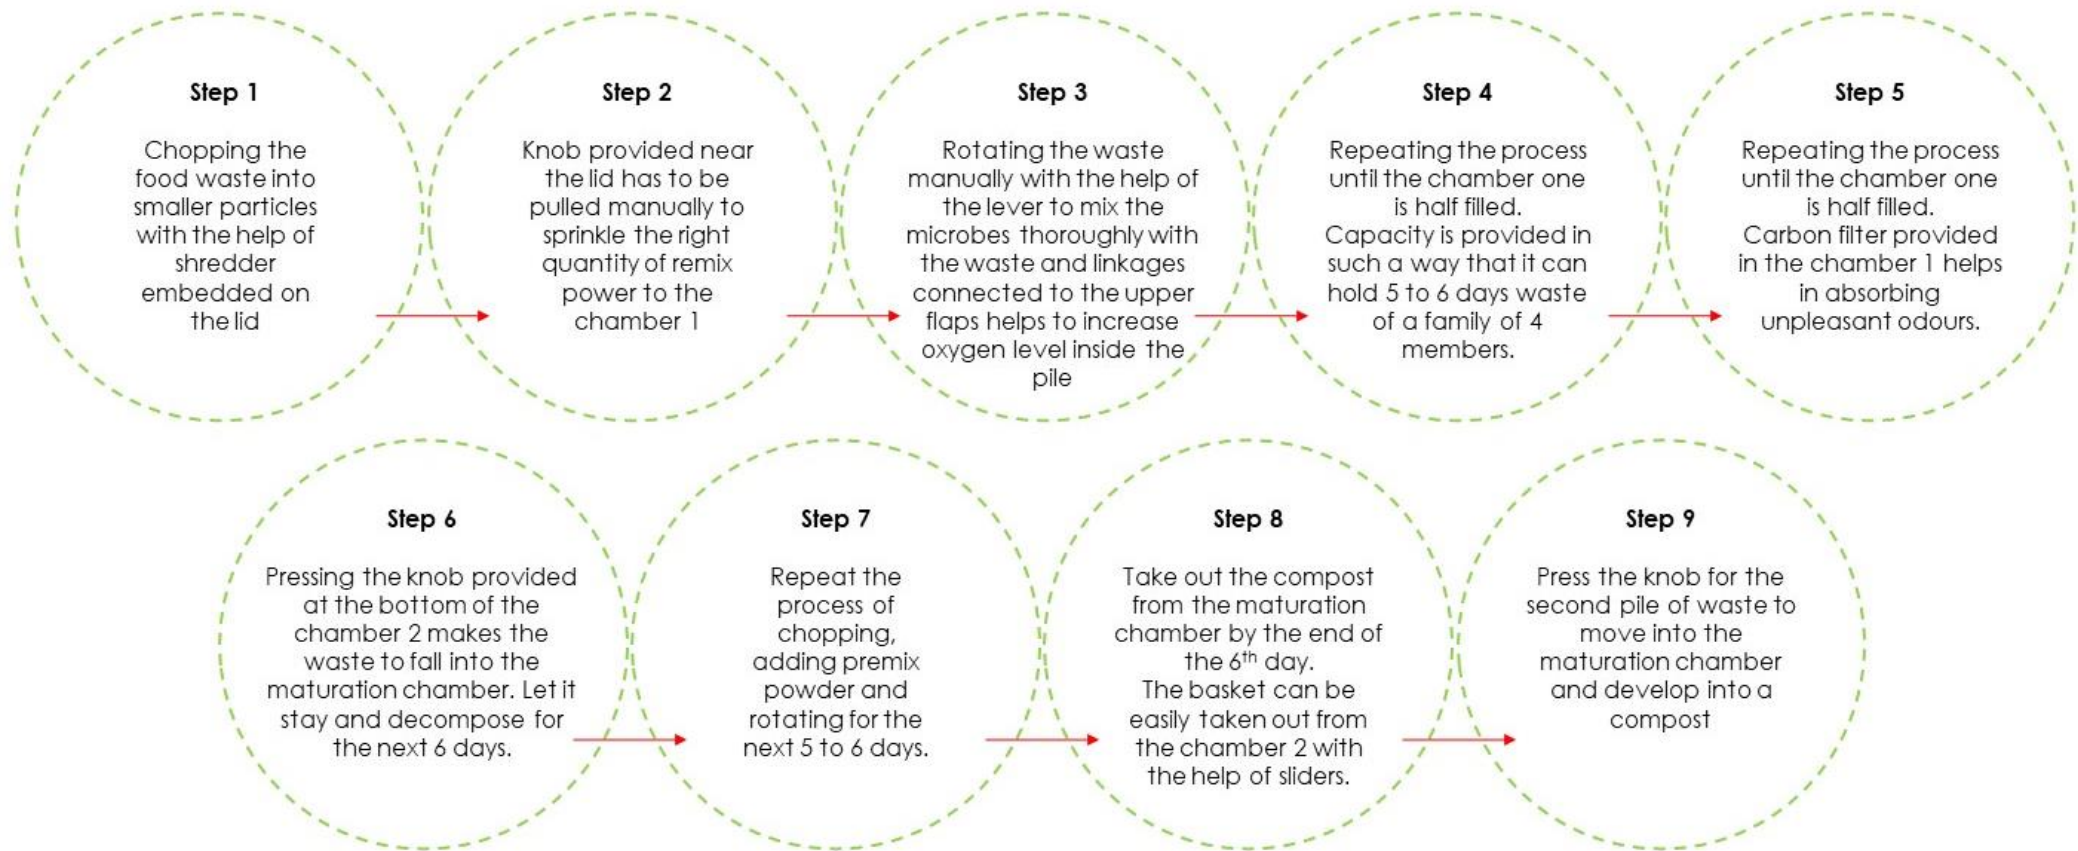 Step 1
Chopping the
food waste into
smaller particles
with the help of
shredder
embedded on
the lid
Step 2
Knob provided near
the lid has to be
pulled manually to
sprinkle the right
quantity of remix
power to the
chamber 1
Step 3
Rotating the waste
manually with the help of
the lever to mix the
microbes thoroughly with
the waste and linkages
connected to the upper
flaps helps to increase
oxygen level inside the
pile
Step 4
Repeating the process
until the chamber one
is half filled.
Capacity is provided in
such a way that it can
hold 5 to 6 days waste
of a family of 4
members.
Step 5
Repeating the process
until the chamber one
is half filled.
Carbon filter provided
in the chamber 1 helps
in absorbing
unpleasant odours.
Step 6
Pressing the knob provided
at the bottom of the
chamber 2 makes the
waste to fall into the
maturation chamber. Let it
stay and decompose for
the next 6 days.
Step 7
Repeat the
process of
chopping,
adding premix
powder and
rotating for the
next 5 to 6 days.
Step 8
Take out the compost
from the maturation
chamber by the end of
the 6th day.
The basket can be
easily taken out from
the chamber 2 with
the help of sliders.
Step 9
Press the knob for the
second pile of waste to
move into the
maturation chamber
and develop into a
compost